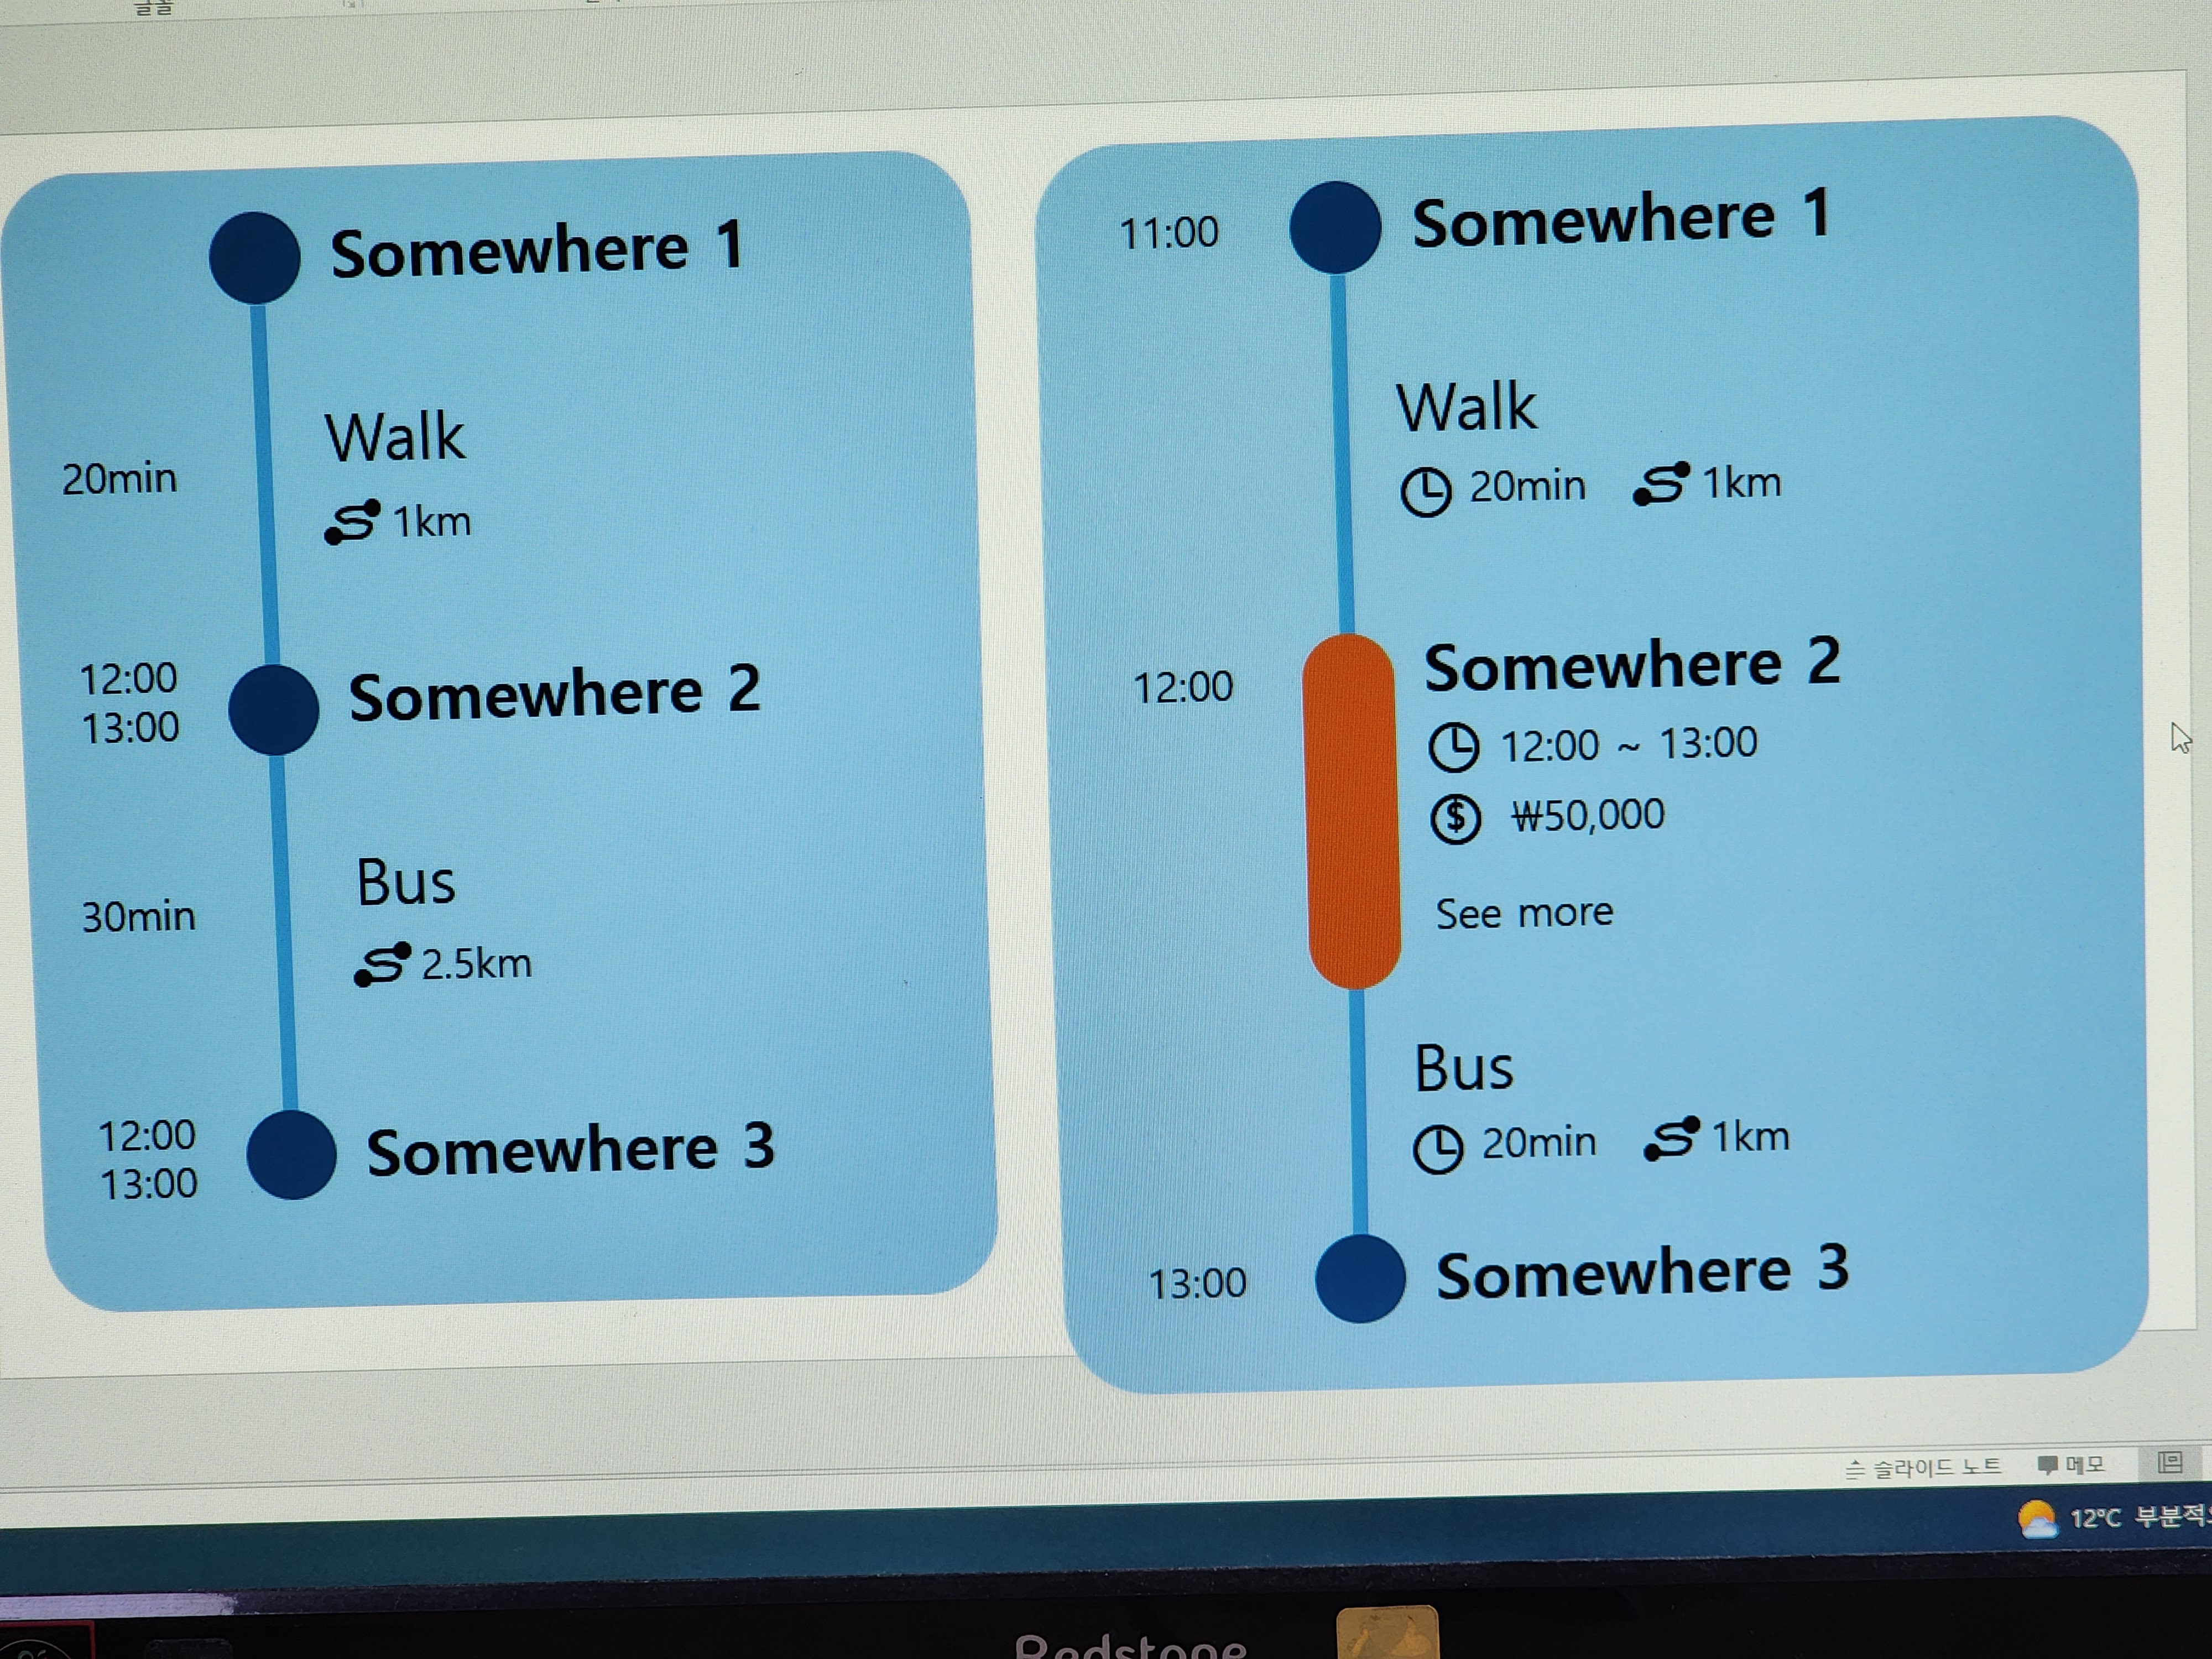 글꼴
Somewhere 1
Walk
20min
1km
12:00
13:00
Somewhere 2
Bus
30min
2.5km
12:00
13:00
Somewhere 3
11:00
Somewhere 1
Walk
20min 1km
12:00
Somewhere 2
12:00 ~ 13:00
$ ₩50,000
See more
Bus
20min 1km
13:00
Somewhere 3
슬라이드 노트 메모
12°C
Redstone